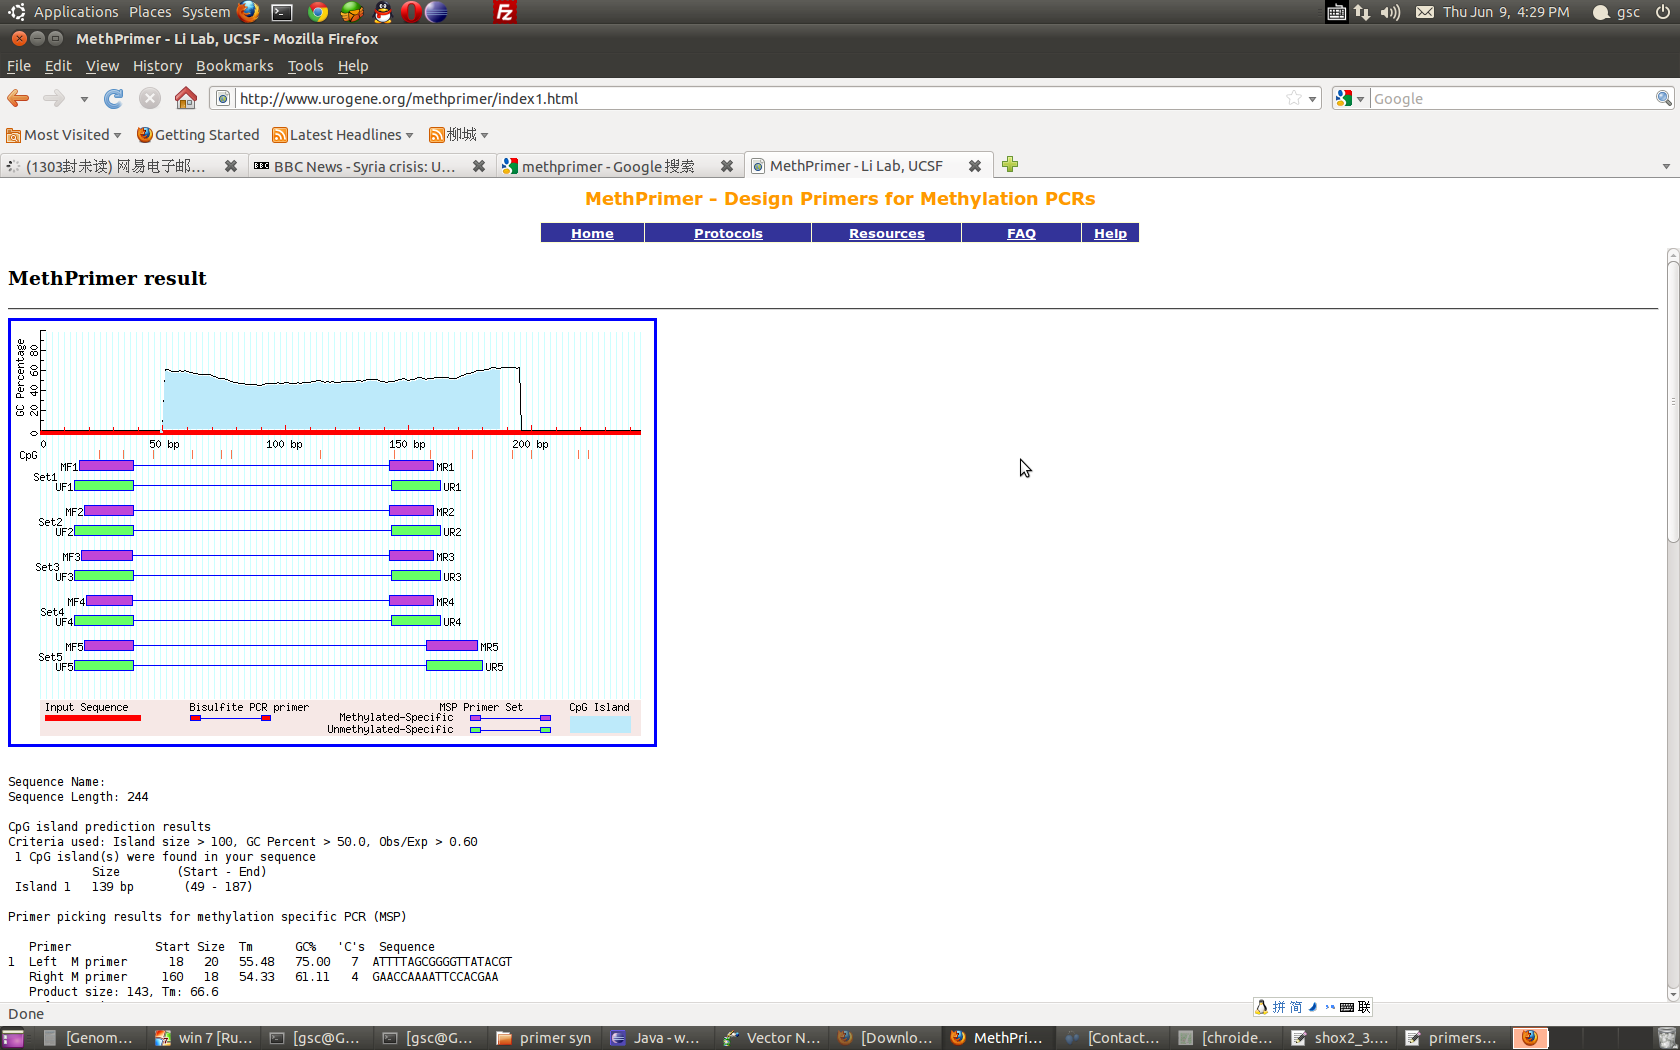 Applications Places System Thu Jun 9, 4:29 PM gsc
MethPrimer - Li Lab, UCSF - Mozilla Firefox
File Edit View History Bookmarks Tools Help
http://www.urogene.org/methprimer/index1.html Google
Most Visited Getting Started Latest Headlines 柳城
(1303封未读) 网易电子邮... BBC News - Syria crisis: U... methprimer - Google 搜索 MethPrimer - Li Lab, UCSF
MethPrimer - Design Primers for Methylation PCRs
Home Protocols Resources FAQ Help
MethPrimer result
GC Percentage
0 20 40 60 80
0 50 bp 100 bp 150 bp 200 bp
CpG
MF1 MR1
Set1
UF1 UR1
MF2 MR2
Set2
UF2 UR2
MF3 MR3
Set3
UF3 UR3
MF4 MR4
Set4
UF4 UR4
MF5 MR5
Set5
UF5 UR5
Input Sequence Bisulfite PCR primer MSP Primer Set CpG Island
Methylated-Specific
Unmethylated-Specific
Sequence Name:
Sequence Length: 244
CpG island prediction results
Criteria used: Island size > 100, GC Percent > 50.0, Obs/Exp > 0.60
1 CpG island(s) were found in your sequence
Size (Start - End)
Island 1 139 bp (49 - 187)
Primer picking results for methylation specific PCR (MSP)
Primer Start Size Tm GC% 'C's Sequence
1 Left M primer 18 20 55.48 75.00 7 ATTTTAGCGGGGTTATACGT
Right M primer 160 18 54.33 61.11 4 GAACCAAAATTCCACGAA
Product size: 143, Tm: 66.6
Done
拼 简 联
[Genom... win 7 [Ru... [gsc@G... [gsc@G... primer syn Java - w... Vector N... [Downlo... MethPri... [Contact... [chroide... shox2_3.... primers...